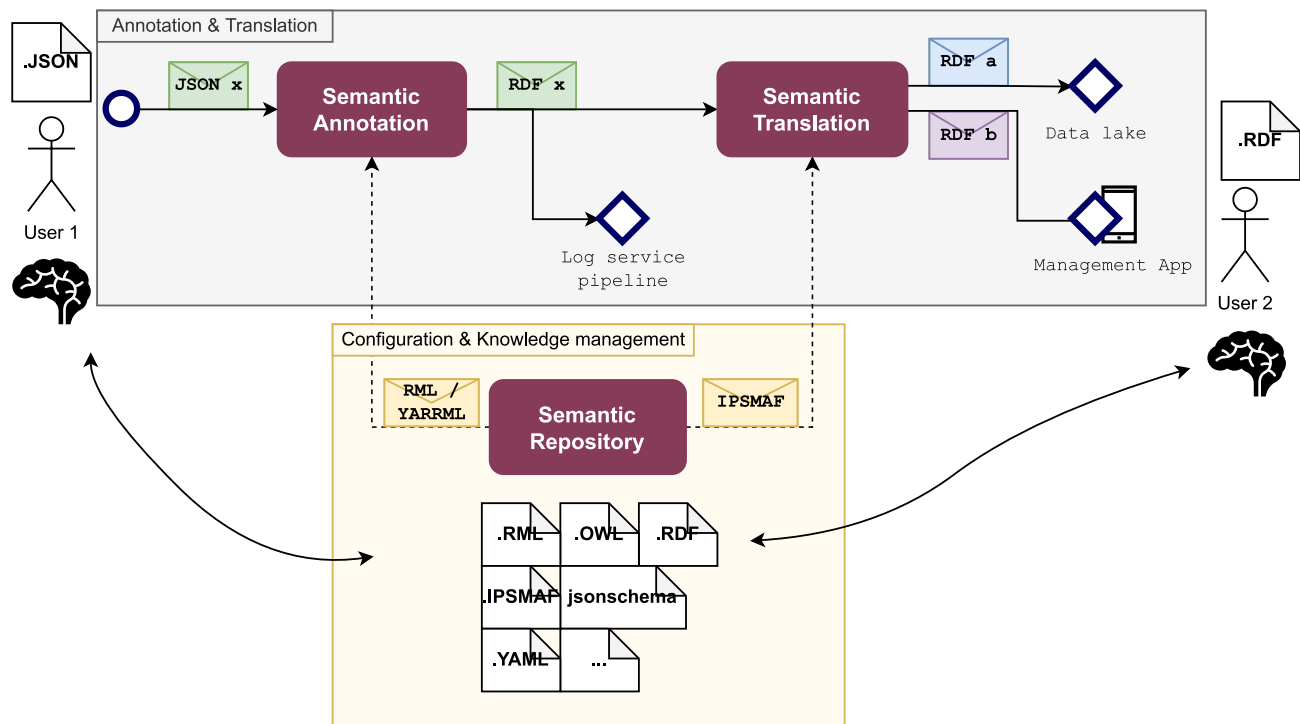 Annotation & Translation
.JSON
JSON x
RDF x
RDF a
Semantic
Annotation
Semantic
Translation
RDF b
Data lake
.RDF
User 1
Log service
pipeline
Management App
User 2
Configuration & Knowledge management
RML /
YARRML
IPSMAF
Semantic
Repository
.RML
.OWL
.RDF
.IPSMAF
jsonschema
.YAML
...